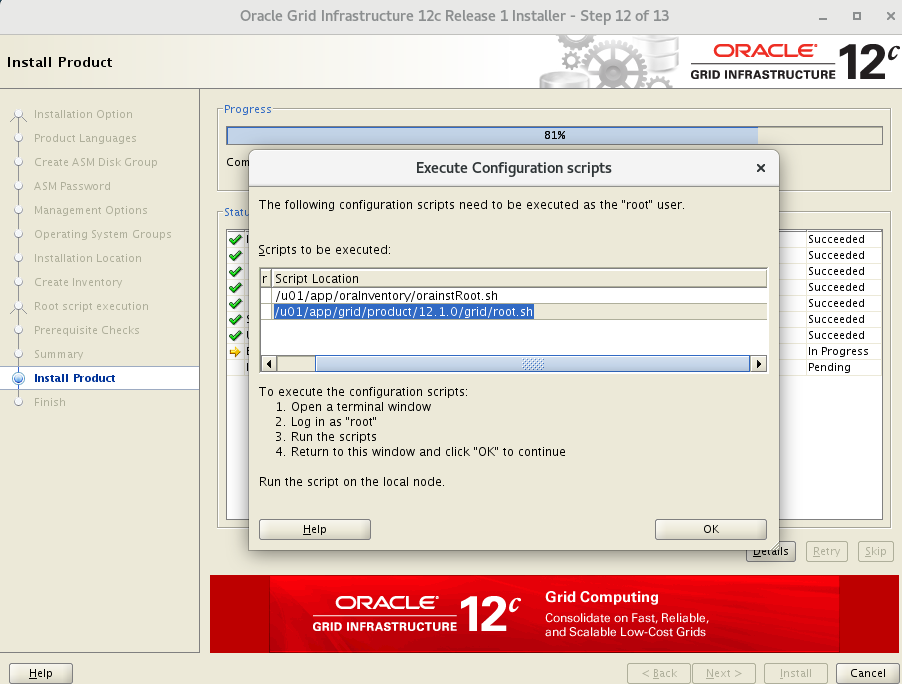 Oracle Grid Infrastructure 12c Release 1 Installer - Step 12 of 13
Install Product
ORACLE
GRID INFRASTRUCTURE 12c
Installation Option
Product Languages
Create ASM Disk Group
ASM Password
Management Options
Operating System Groups
Installation Location
Create Inventory
Root script execution
Prerequisite Checks
Summary
Install Product
Finish
Progress
81%
Com
Statu
Succeeded
Succeeded
Succeeded
Succeeded
Succeeded
Succeeded
Succeeded
In Progress
Pending
Execute Configuration scripts
The following configuration scripts need to be executed as the "root" user.
Scripts to be executed:
r Script Location
/u01/app/oraInventory/orainstRoot.sh
/u01/app/grid/product/12.1.0/grid/root.sh
To execute the configuration scripts:
1. Open a terminal window
2. Log in as "root"
3. Run the scripts
4. Return to this window and click "OK" to continue
Run the script on the local node.
Help OK
Details Retry Skip
ORACLE
GRID INFRASTRUCTURE 12c
Grid Computing
Consolidate on Fast, Reliable,
and Scalable Low-Cost Grids
Help < Back Next > Install Cancel